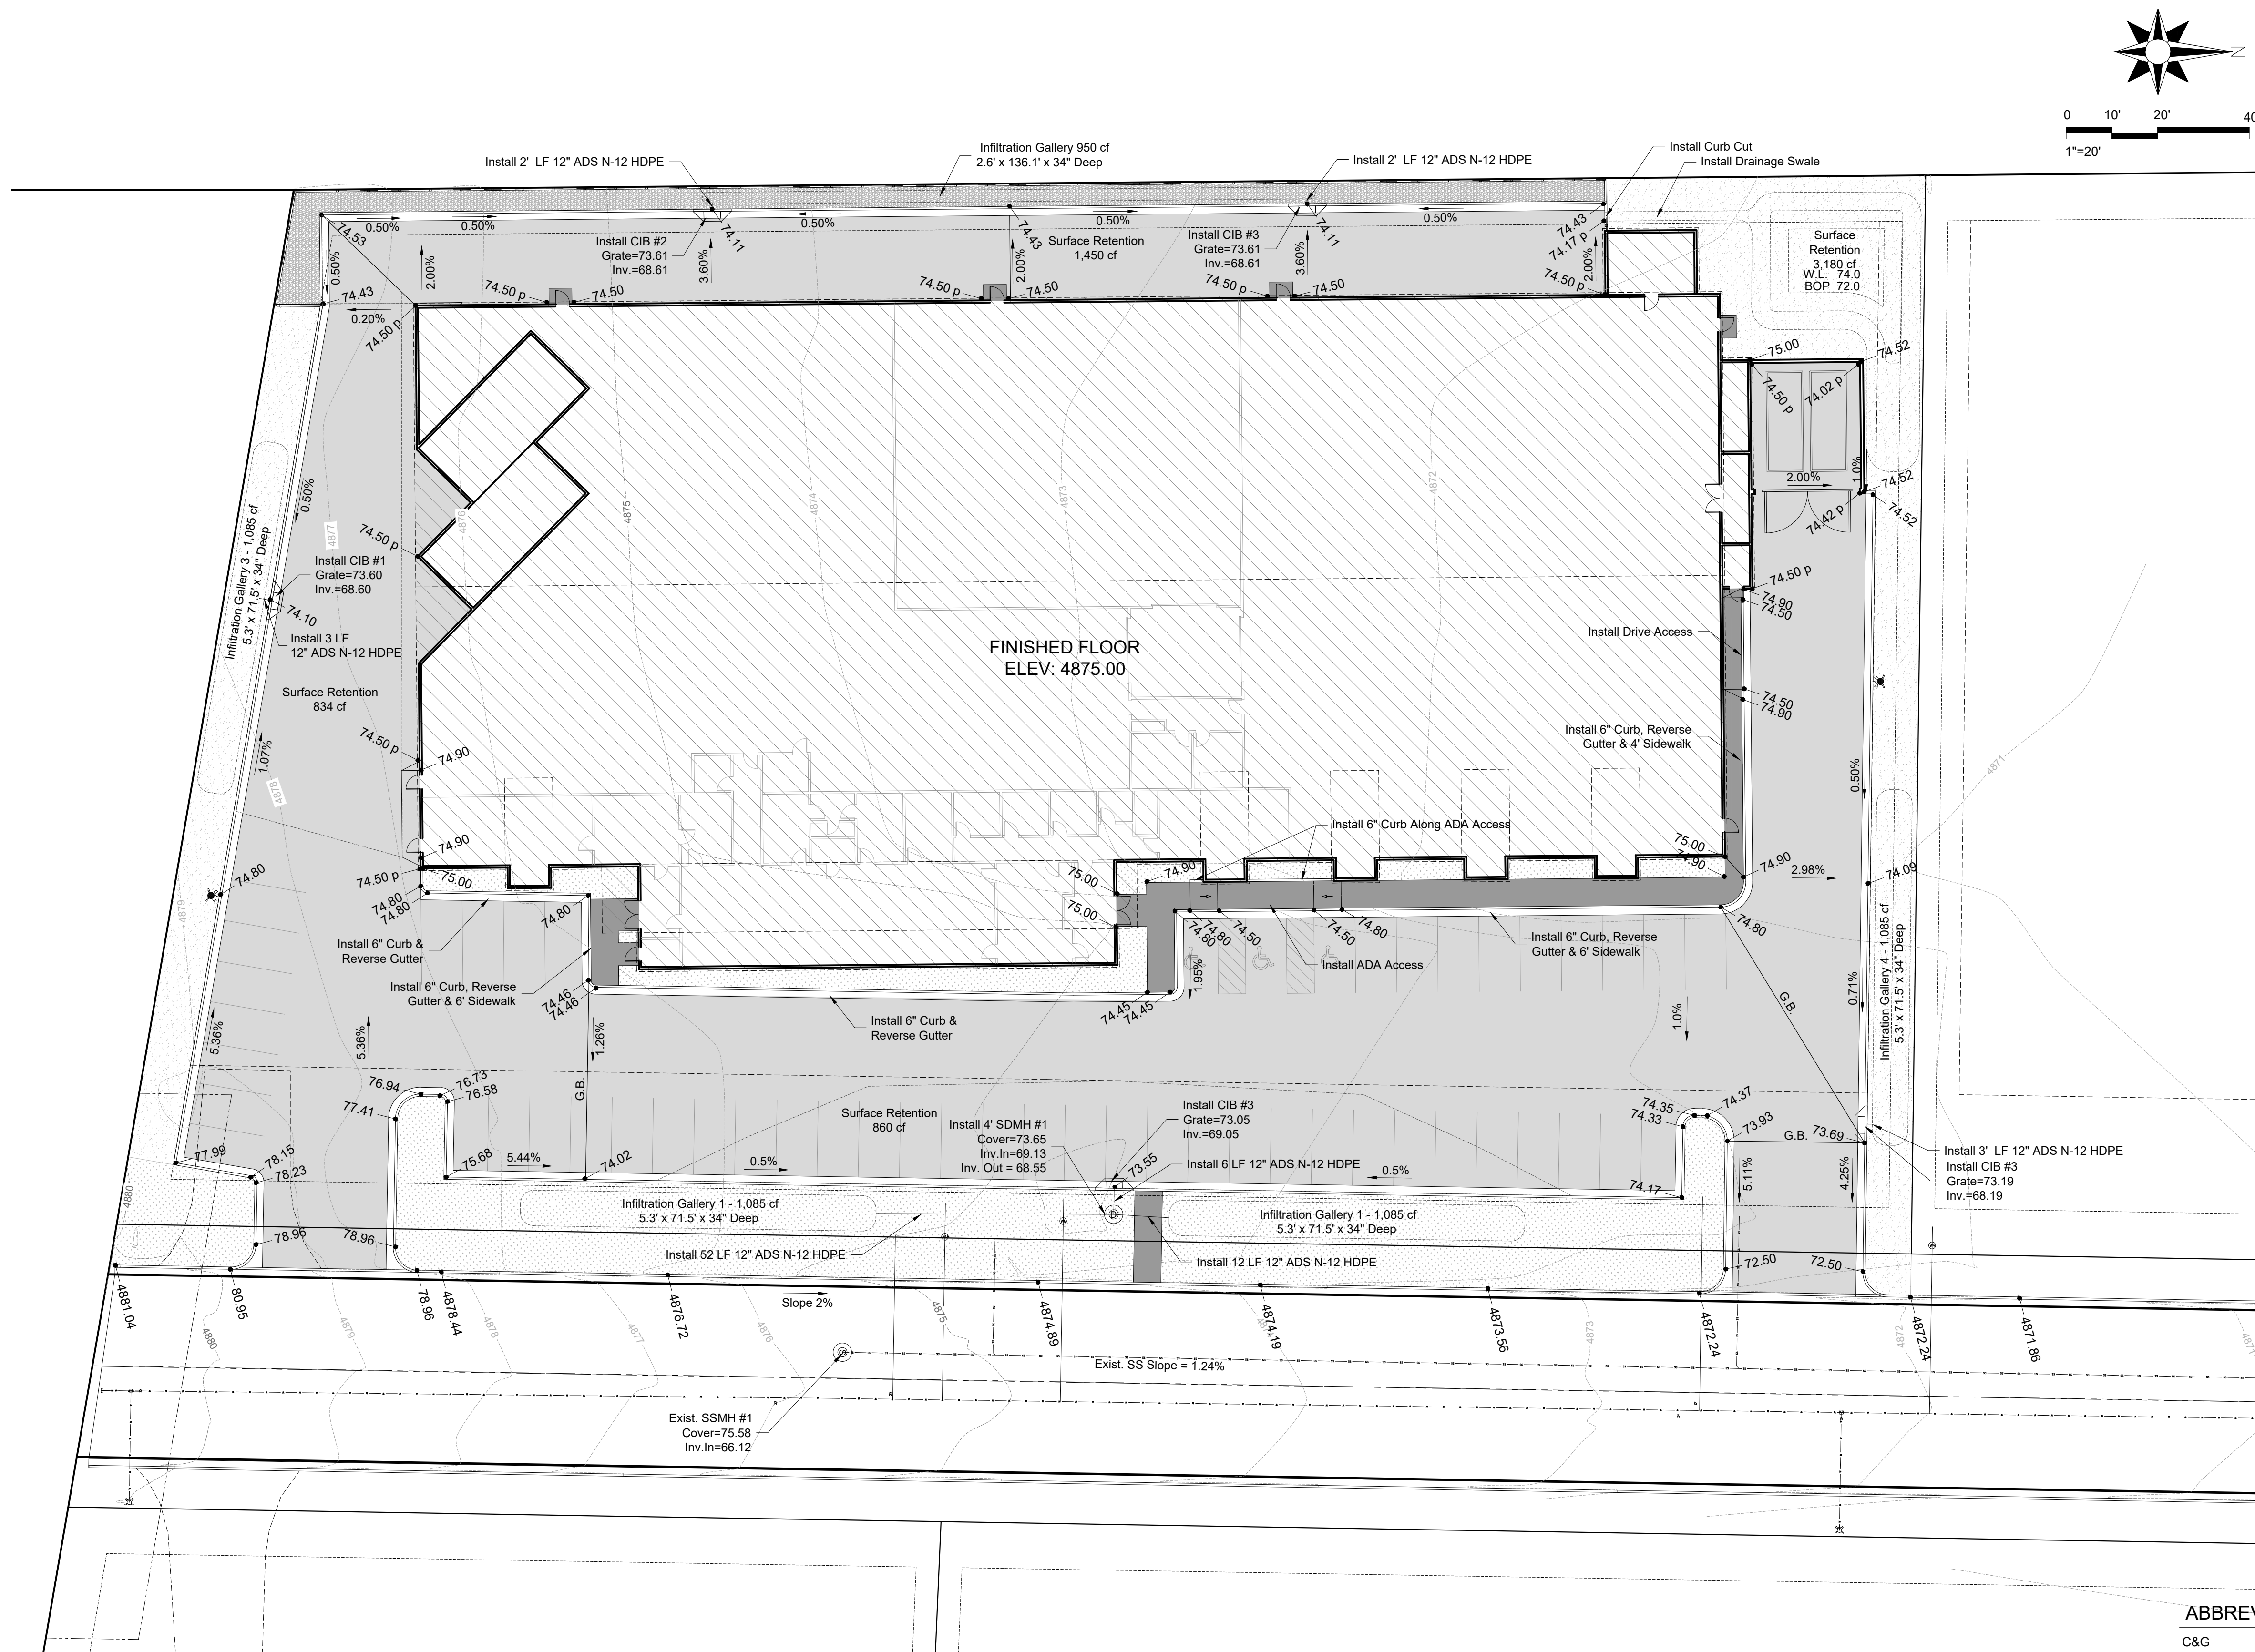 N
0 10' 20' 40
1"=20'
Infiltration Gallery 950 cf
2.6' x 136.1' x 34" Deep
Install 2' LF 12" ADS N-12 HDPE
Install 2' LF 12" ADS N-12 HDPE
Install Curb Cut
Install Drainage Swale
0.50%
0.50%
0.50%
0.50%
0.50%
74.53
74.11
74.43
74.11
74.43
74.17 p
Install CIB #2
Grate=73.61
Inv.=68.61
Surface Retention
1,450 cf
Install CIB #3
Grate=73.61
Inv.=68.61
Surface
Retention
3,180 cf
W.L. 74.0
BOP 72.0
0.50%
2.00%
3.60%
2.00%
3.60%
2.00%
74.43
0.20%
74.50 p
74.50 p
74.50
74.50 p
74.50
74.50 p
74.50
74.50 p
75.00
74.52
74.50 p
74.02 p
1.0%
2.00%
74.52
74.42 p
74.52
4877
4876
4875
4874
4873
4872
0.50%
Infiltration Gallery 3 - 1,085 cf
5.3' x 71.5' x 34" Deep
74.50 p
Install CIB #1
Grate=73.60
Inv.=68.60
74.10
Install 3 LF
12" ADS N-12 HDPE
74.50 p
74.90
74.50
Install Drive Access
FINISHED FLOOR
ELEV: 4875.00
Surface Retention
834 cf
74.50
74.90
Install 6" Curb, Reverse
Gutter & 4' Sidewalk
74.50 p
74.90
1.07%
4878
0.50%
4871
Install 6" Curb Along ADA Access
74.90
74.50 p
75.00
74.80
74.80
74.80
4879
74.80
75.00
74.90
75.00
75.00
74.90
74.90
2.98%
74.09
74.80
74.80
74.80
74.50
74.50
74.80
Install 6" Curb &
Reverse Gutter
Install 6" Curb, Reverse
Gutter & 6' Sidewalk
Install 6" Curb, Reverse
Gutter & 6' Sidewalk
Install ADA Access
1.95%
74.46
74.46
74.45
74.45
Install 6" Curb &
Reverse Gutter
Infiltration Gallery 4 - 1,085 cf
5.3' x 71.5' x 34" Deep
0.71%
G.B.
1.0%
5.36%
5.36%
1.26%
G.B.
76.94
76.73
76.58
77.41
Surface Retention
860 cf
Install 4' SDMH #1
Cover=73.65
Inv.In=69.13
Inv. Out = 68.55
Install CIB #3
Grate=73.05
Inv.=69.05
74.35
74.37
74.33
73.93
G.B. 73.69
Install 3' LF 12" ADS N-12 HDPE
Install CIB #3
Grate=73.19
Inv.=68.19
77.99
78.15
78.23
75.68
5.44%
74.02
0.5%
73.55
Install 6 LF 12" ADS N-12 HDPE
0.5%
74.17
5.11%
4.25%
4880
Infiltration Gallery 1 - 1,085 cf
5.3' x 71.5' x 34" Deep
Infiltration Gallery 1 - 1,085 cf
5.3' x 71.5' x 34" Deep
78.96
78.96
Install 52 LF 12" ADS N-12 HDPE
Install 12 LF 12" ADS N-12 HDPE
72.50
72.50
4881.04
80.95
78.96
4878.44
4876.72
Slope 2%
4874.89
4874.19
4873.56
4872.24
4872.24
4871.86
4880
4879
4878
4877
4876
4875
4873
4872
4871
Exist. SS Slope = 1.24%
Exist. SSMH #1
Cover=75.58
Inv.In=66.12
ABBREV
C&G